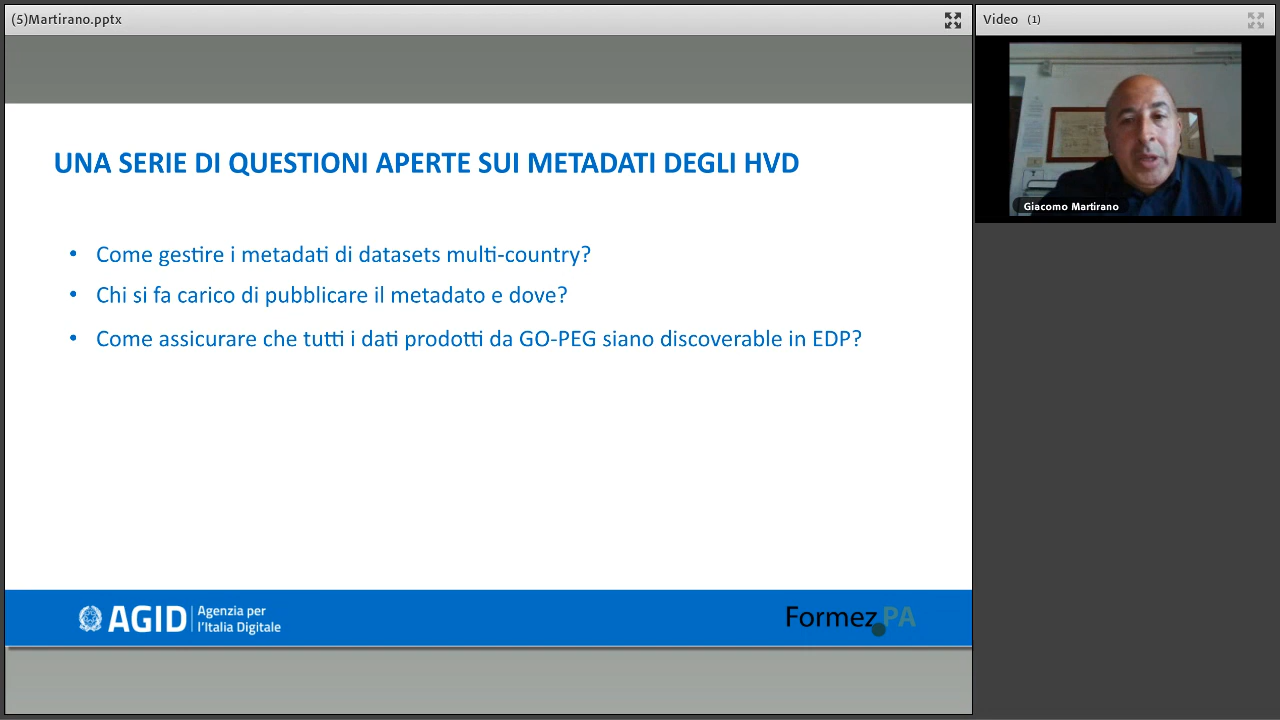 (5)Martirano.pptx
Video (1)
Giacomo Martirano
UNA SERIE DI QUESTIONI APERTE SUI METADATI DEGLI HVD
• Come gestire i metadati di datasets multi-country?
• Chi si fa carico di pubblicare il metadato e dove?
• Come assicurare che tutti i dati prodotti da GO-PEG siano discoverable in EDP?
AGID
Agenzia per
l'Italia Digitale
Formez PA